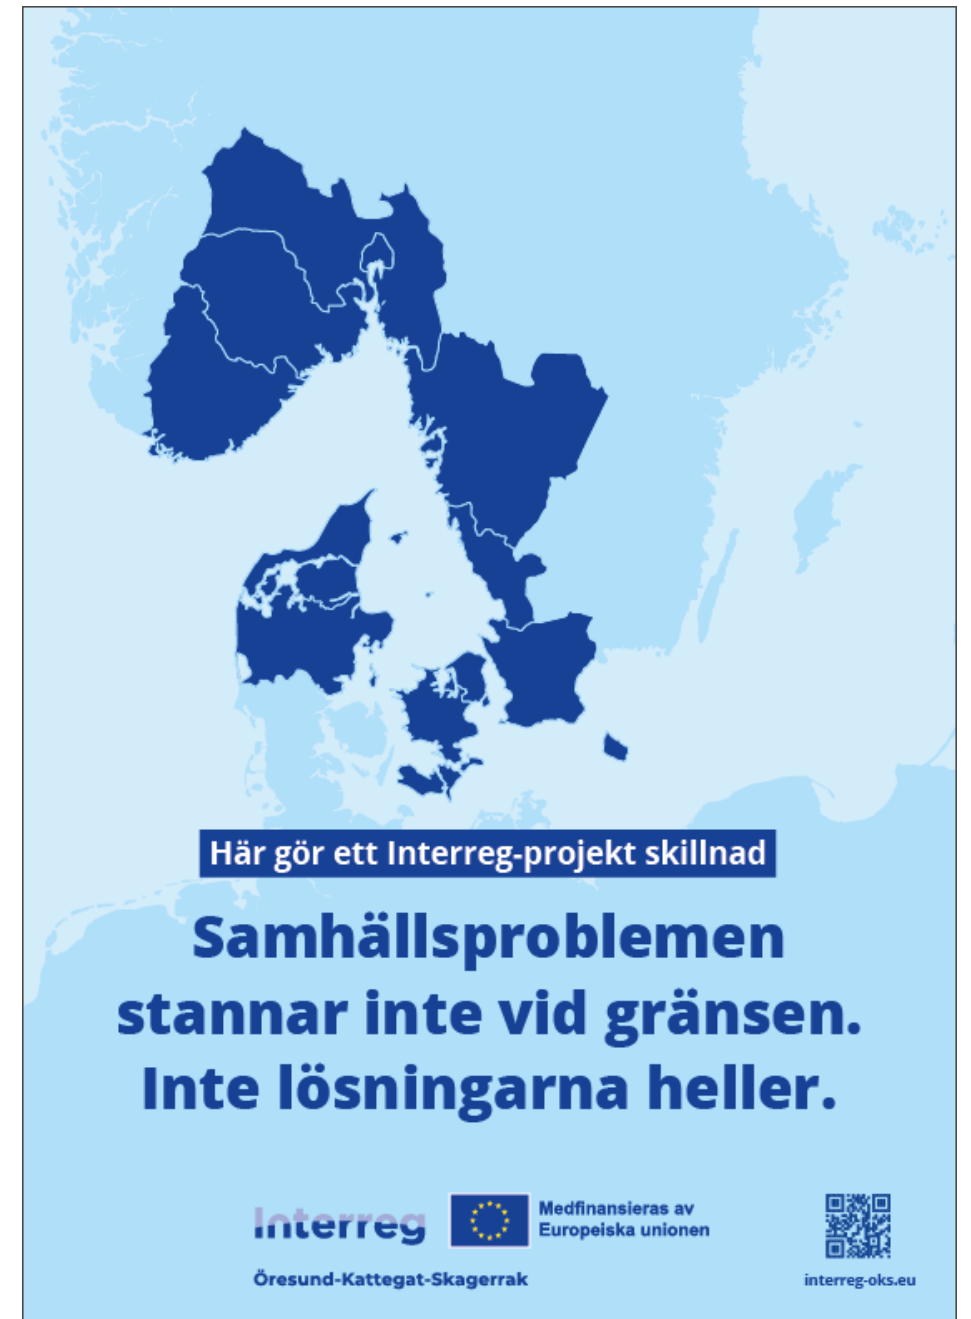 Här gör ett Interreg-projekt skillnad
Samhällsproblemen
stannar inte vid gränsen.
Inte lösningarna heller.
Interreg
Medfinansieras av
Europeiska unionen
Öresund-Kattegat-Skagerrak
interreg-oks.eu